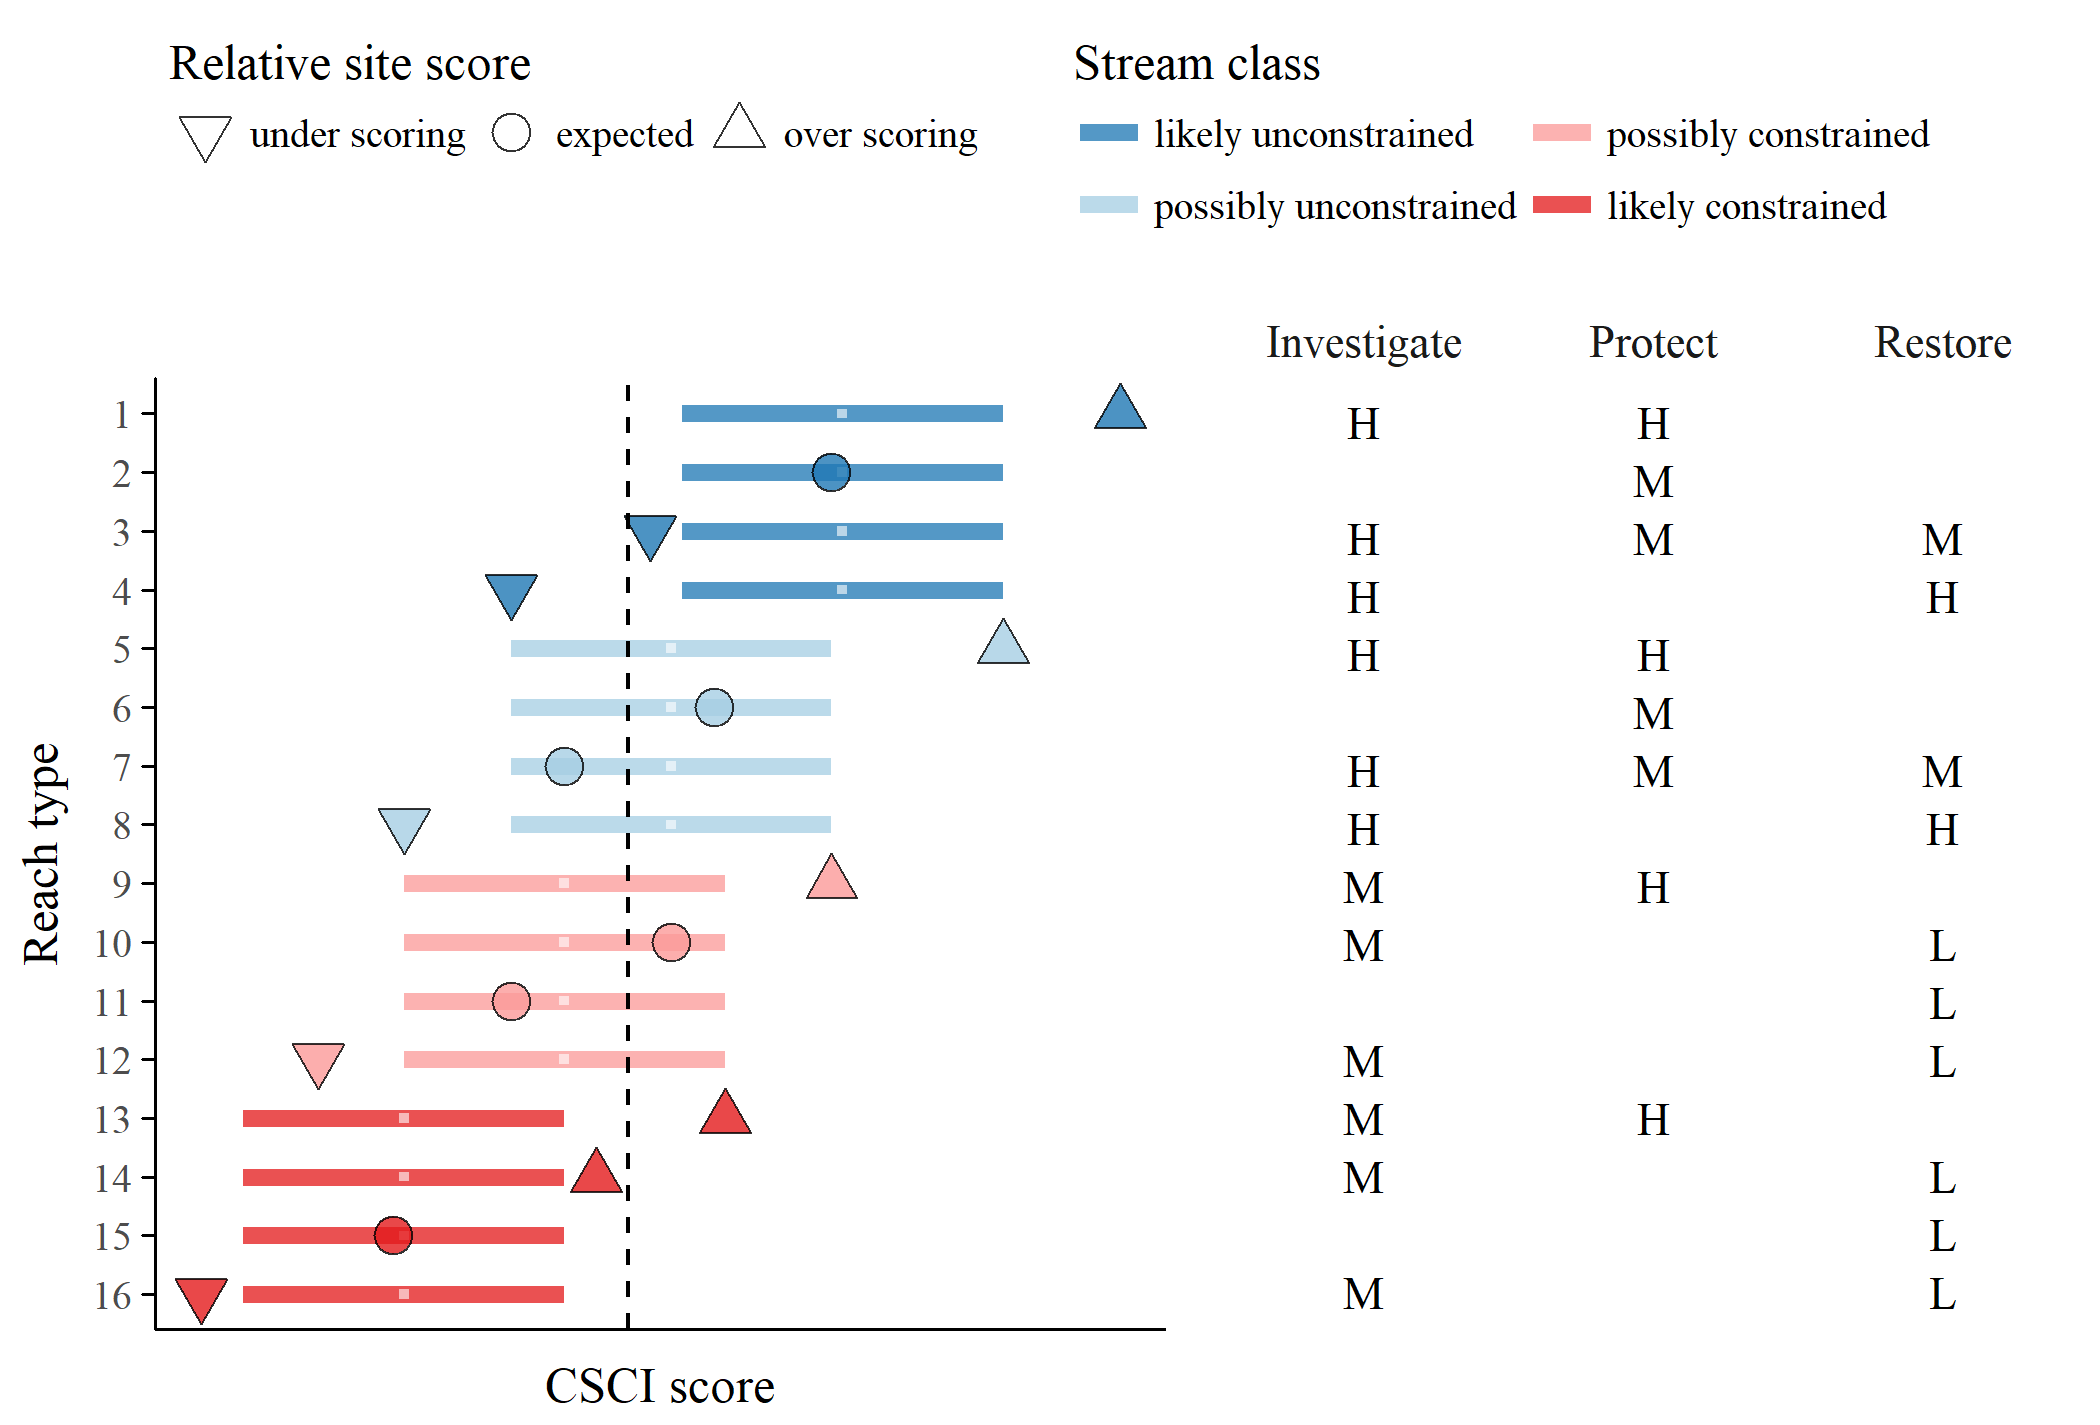 Relative site score
under scoring expected over scoring
Stream class
likely unconstrained possibly constrained
possibly unconstrained likely constrained
Investigate Protect Restore
1 H H
2 M
3 H M M
4 H H
5 H H
6 M
7 H M M
8 H H
9 M H
10 M L
11 L
12 M L
13 M H
14 M L
15 L
16 M L
Reach type
CSCI score